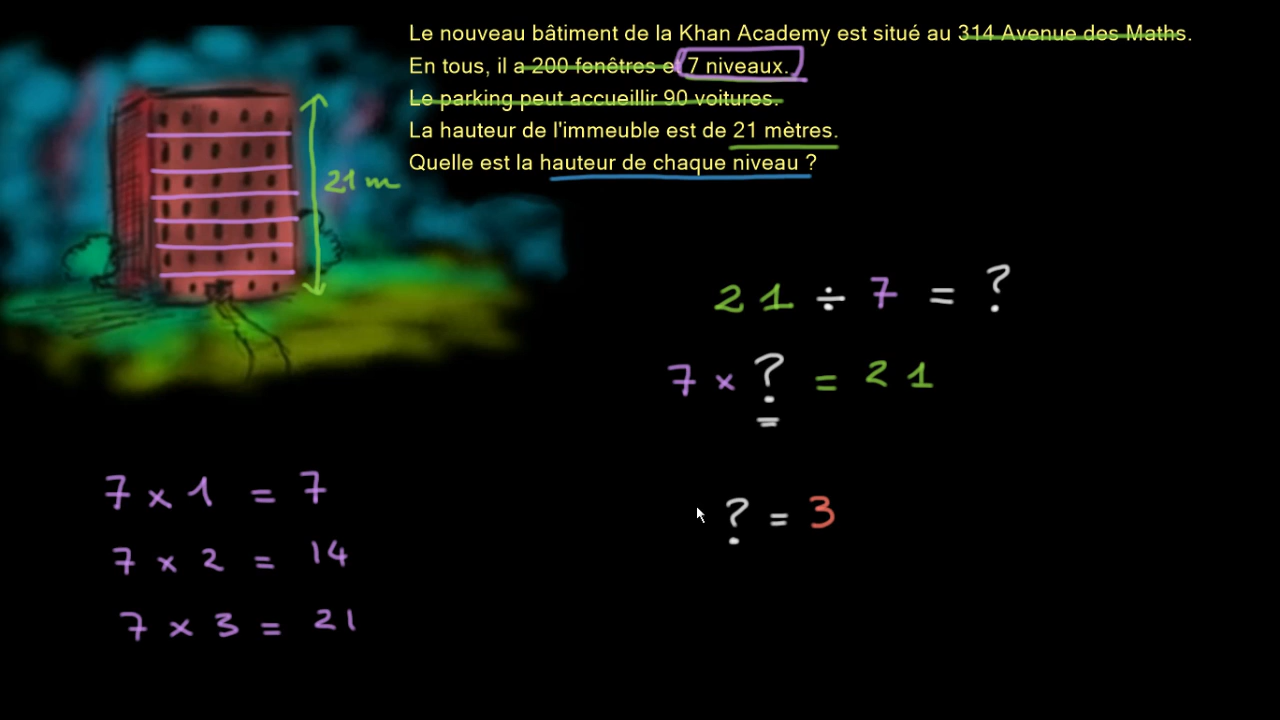 Le nouveau bâtiment de la Khan Academy est situé au 314 Avenue des Maths.
En tous, il a 200 fenêtres et 7 niveaux.
Le parking peut accueillir 90 voitures.
La hauteur de l'immeuble est de 21 mètres.
Quelle est la hauteur de chaque niveau ?
21 m
21 ÷ 7 = ?
7 × ? = 21
? = 3
7 × 1 = 7
7 × 2 = 14
7 × 3 = 21